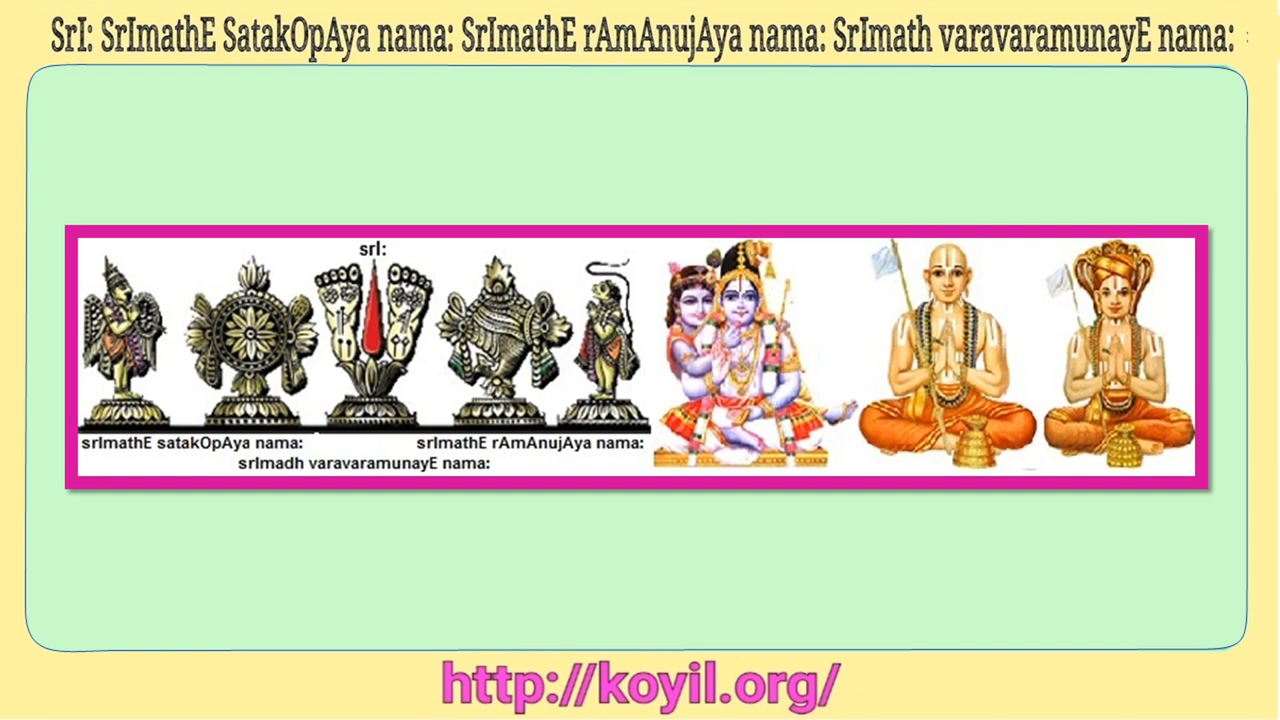 SrI: SrImathE SatakOpAya nama: SrImathE rAmAnujAya nama: SrImath varavaramunayE nama: :
srI:
srImathE satakOpAya nama: srImathE rAmAnujAya nama:
srImadh varavaramunayE nama:
http://koyil.org/